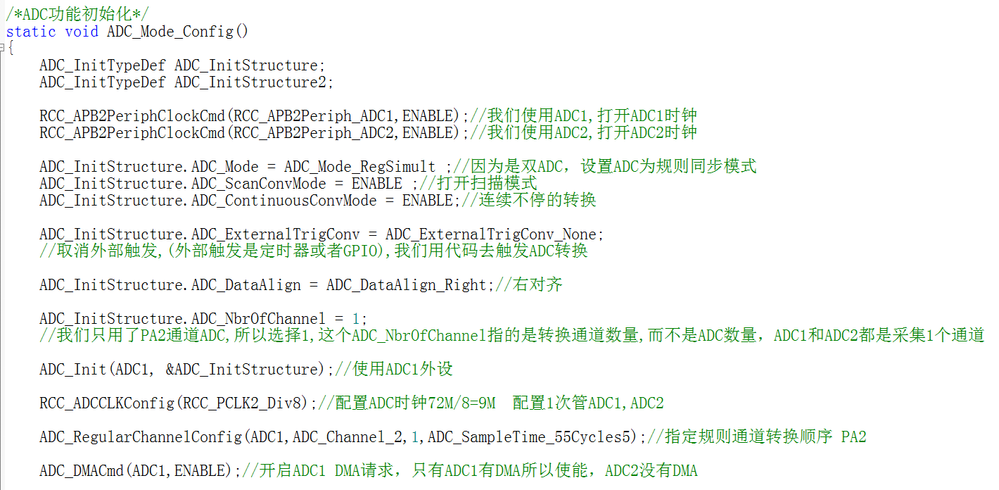 /*ADC功能初始化*/
static void ADC_Mode_Config()
{
ADC_InitTypeDef ADC_InitStructure;
ADC_InitTypeDef ADC_InitStructure2;
RCC_APB2PeriphClockCmd(RCC_APB2Periph_ADC1,ENABLE);//我们使用ADC1,打开ADC1时钟
RCC_APB2PeriphClockCmd(RCC_APB2Periph_ADC2,ENABLE);//我们使用ADC2,打开ADC2时钟
ADC_InitStructure.ADC_Mode = ADC_Mode_RegSimult ;//因为是双ADC，设置ADC为规则同步模式
ADC_InitStructure.ADC_ScanConvMode = ENABLE ;//打开扫描模式
ADC_InitStructure.ADC_ContinuousConvMode = ENABLE;//连续不停的转换
ADC_InitStructure.ADC_ExternalTrigConv = ADC_ExternalTrigConv_None;
//取消外部触发,(外部触发是定时器或者GPIO),我们用代码去触发ADC转换
ADC_InitStructure.ADC_DataAlign = ADC_DataAlign_Right;//右对齐
ADC_InitStructure.ADC_NbrOfChannel = 1;
//我们只用了PA2通道ADC,所以选择1,这个ADC_NbrOfChannel指的是转换通道数量,而不是ADC数量，ADC1和ADC2都是采集1个通道
ADC_Init(ADC1, &ADC_InitStructure);//使用ADC1外设
RCC_ADCCLKConfig(RCC_PCLK2_Div8);//配置ADC时钟72M/8=9M  配置1次管ADC1,ADC2
ADC_RegularChannelConfig(ADC1,ADC_Channel_2,1,ADC_SampleTime_55Cycles5);//指定规则通道转换顺序 PA2
ADC_DMACmd(ADC1,ENABLE);//开启ADC1 DMA请求，只有ADC1有DMA所以使能，ADC2没有DMA